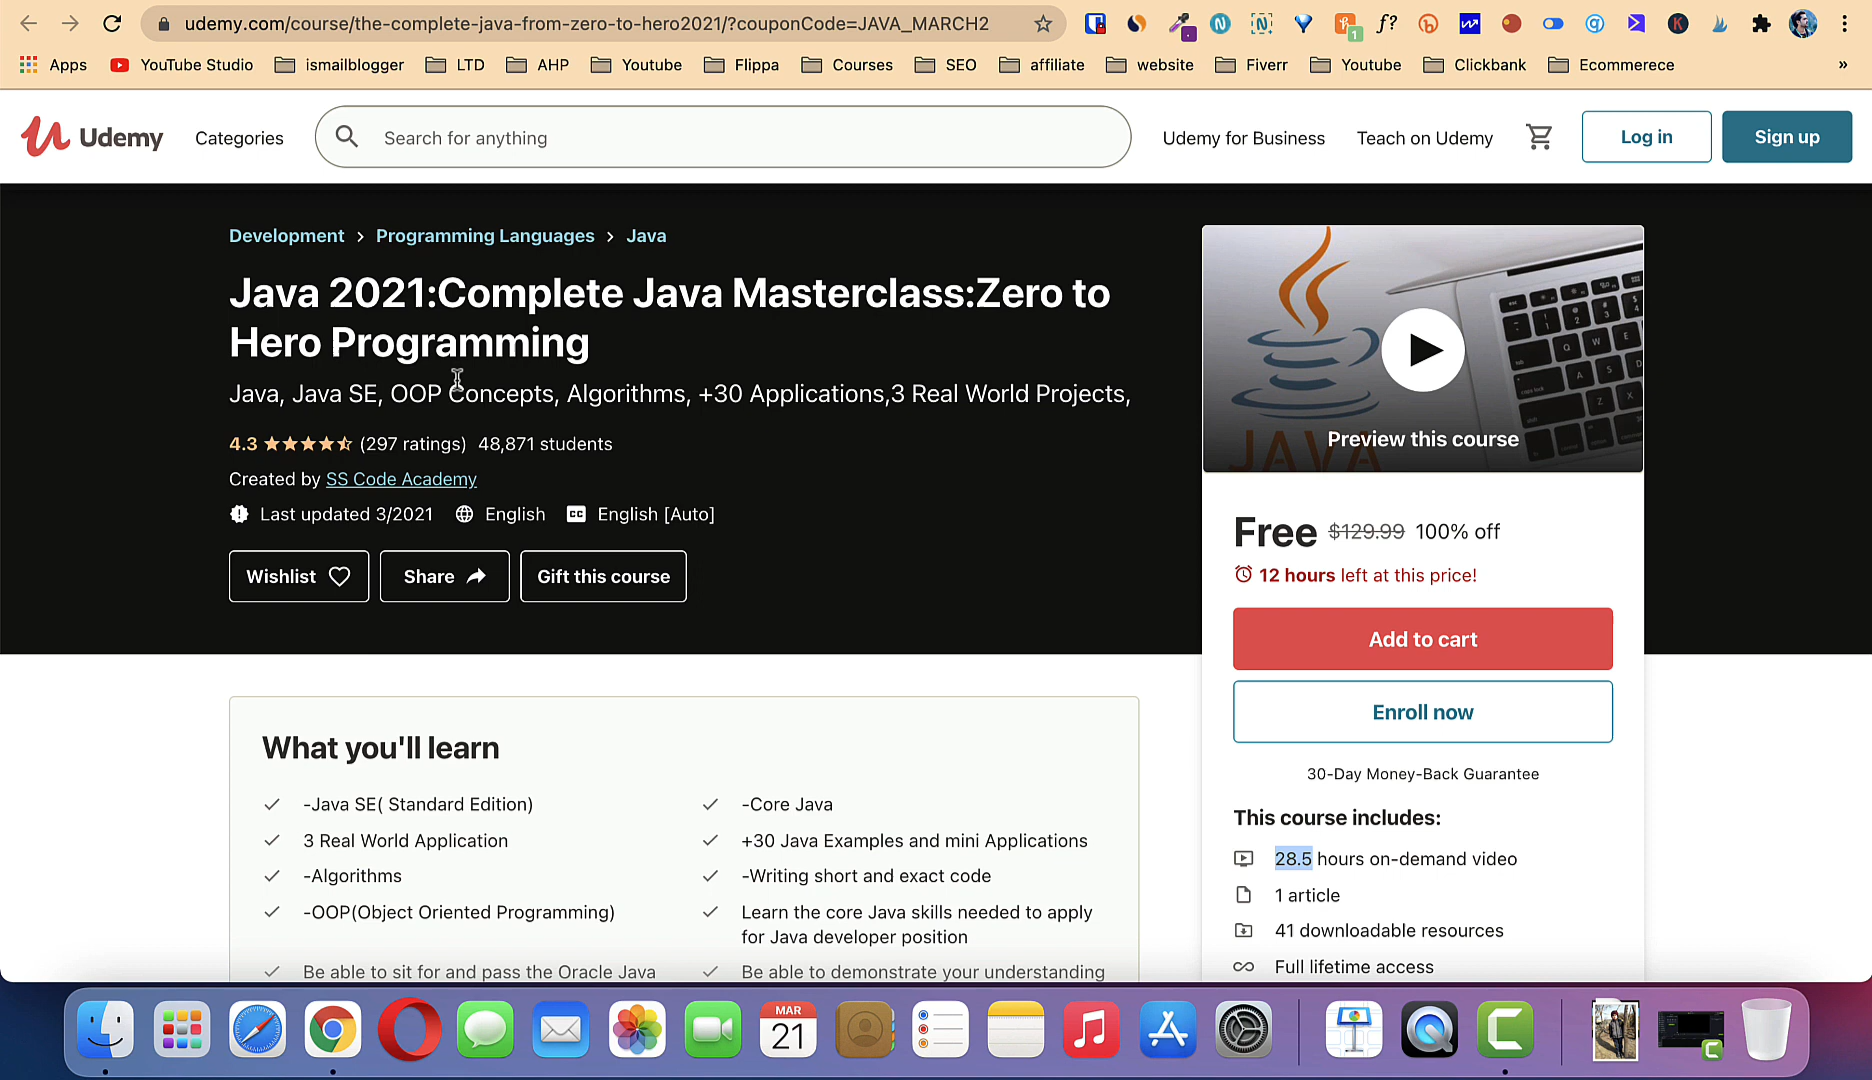 udemy.com/course/the-complete-java-from-zero-to-hero2021/?couponCode=JAVA_MARCH2
Apps YouTube Studio ismailblogger LTD AHP Youtube Flippa Courses SEO affiliate website Fiverr Youtube Clickbank Ecommerece »
Udemy Categories Search for anything Udemy for Business Teach on Udemy Log in Sign up
Development > Programming Languages > Java
Java 2021:Complete Java Masterclass:Zero to
Hero Programming
Java, Java SE, OOP Concepts, Algorithms, +30 Applications,3 Real World Projects,
4.3 (297 ratings) 48,871 students
Created by SS Code Academy
Last updated 3/2021 English CC English [Auto]
Wishlist Share Gift this course
JAVA
Preview this course
Free $129.99 100% off
12 hours left at this price!
Add to cart
Enroll now
30-Day Money-Back Guarantee
This course includes:
28.5 hours on-demand video
1 article
41 downloadable resources
Full lifetime access
What you'll learn
-Java SE( Standard Edition)
-Core Java
3 Real World Application
+30 Java Examples and mini Applications
-Algorithms
-Writing short and exact code
-OOP(Object Oriented Programming)
Learn the core Java skills needed to apply
for Java developer position
Be able to sit for and pass the Oracle Java
Be able to demonstrate your understanding
MAR
21